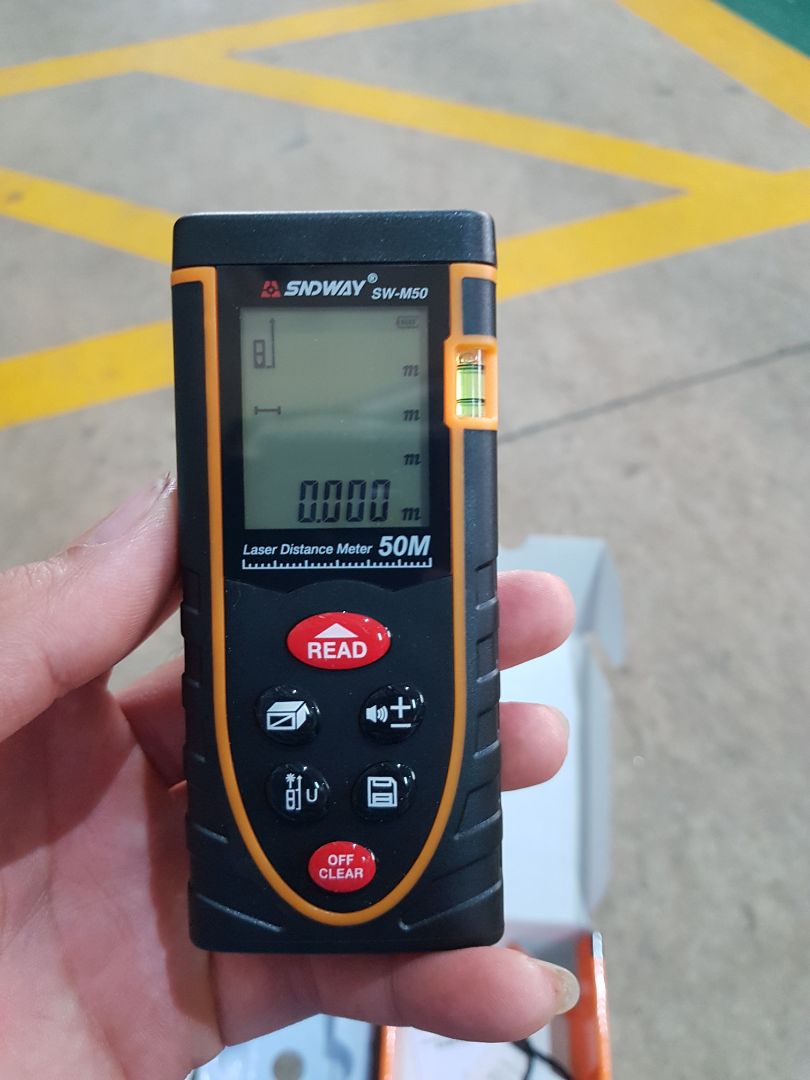 SNDWAY® SW-M50
m
m
m
0.000 m
Laser Distance Meter 50M
READ
U
OFF
CLEAR